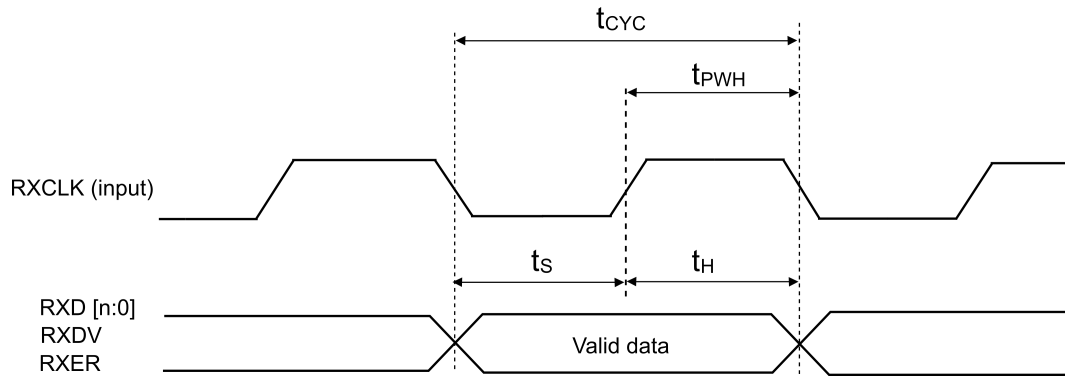 tCYC
tPWH
RXCLK (input)
tS
tH
RXD [n:0]
RXDV
RXER
Valid data